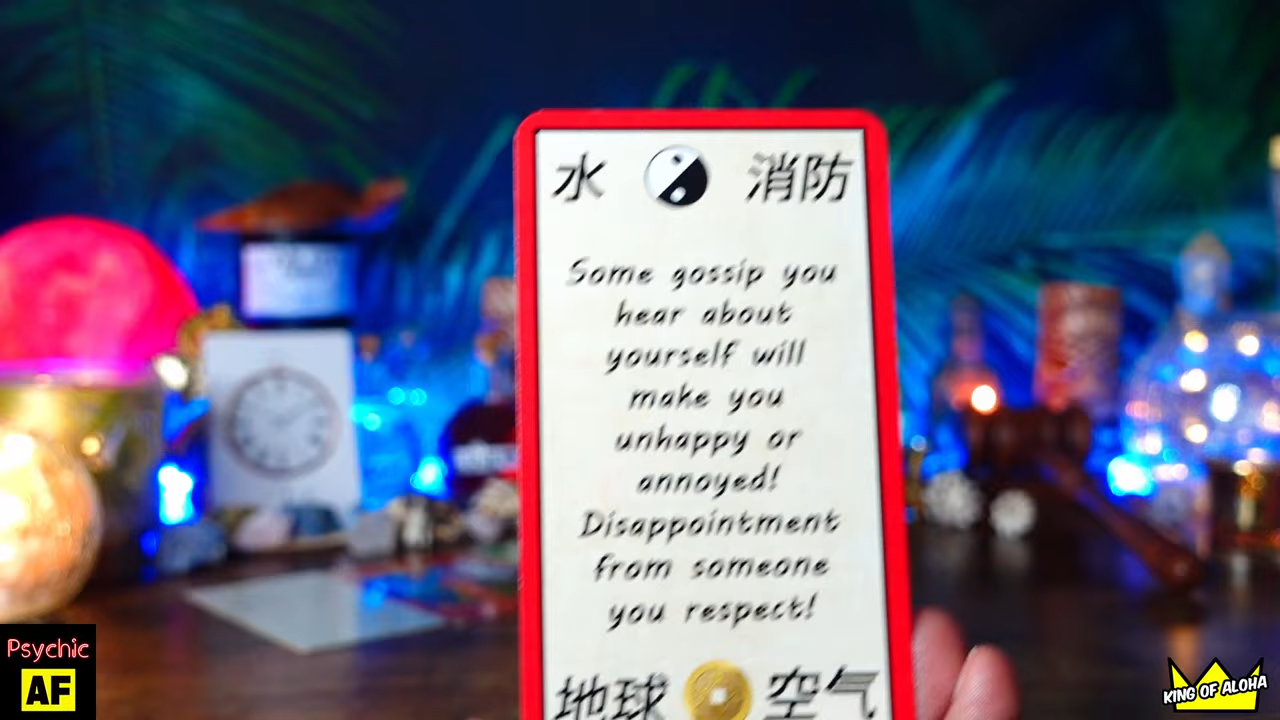 水 消防
Some gossip you
hear about
yourself will
make you
unhappy or
annoyed!
Disappointment
from someone
you respect!
地球 空气
Psychic
AF
KING OF ALOHA